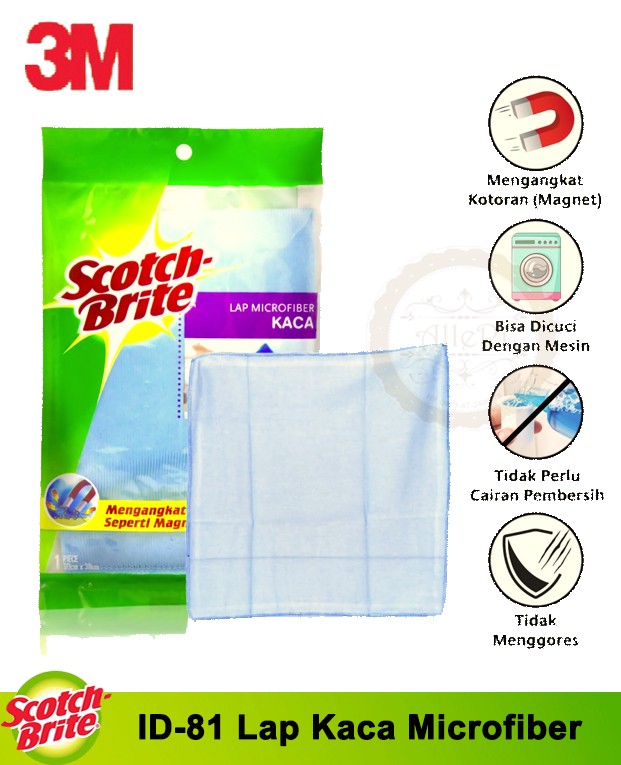 3M
Scotch-
Brite
LAP MICROFIBER
KACA
Mengangkat
Seperti Magn
1 PIECE
Mengangkat
Kotoran (Magnet)
Bisa Dicuci
Dengan Mesin
Tidak Perlu
Cairan Pembersih
Tidak
Menggores
Scotch-
Brite
ID-81 Lap Kaca Microfiber